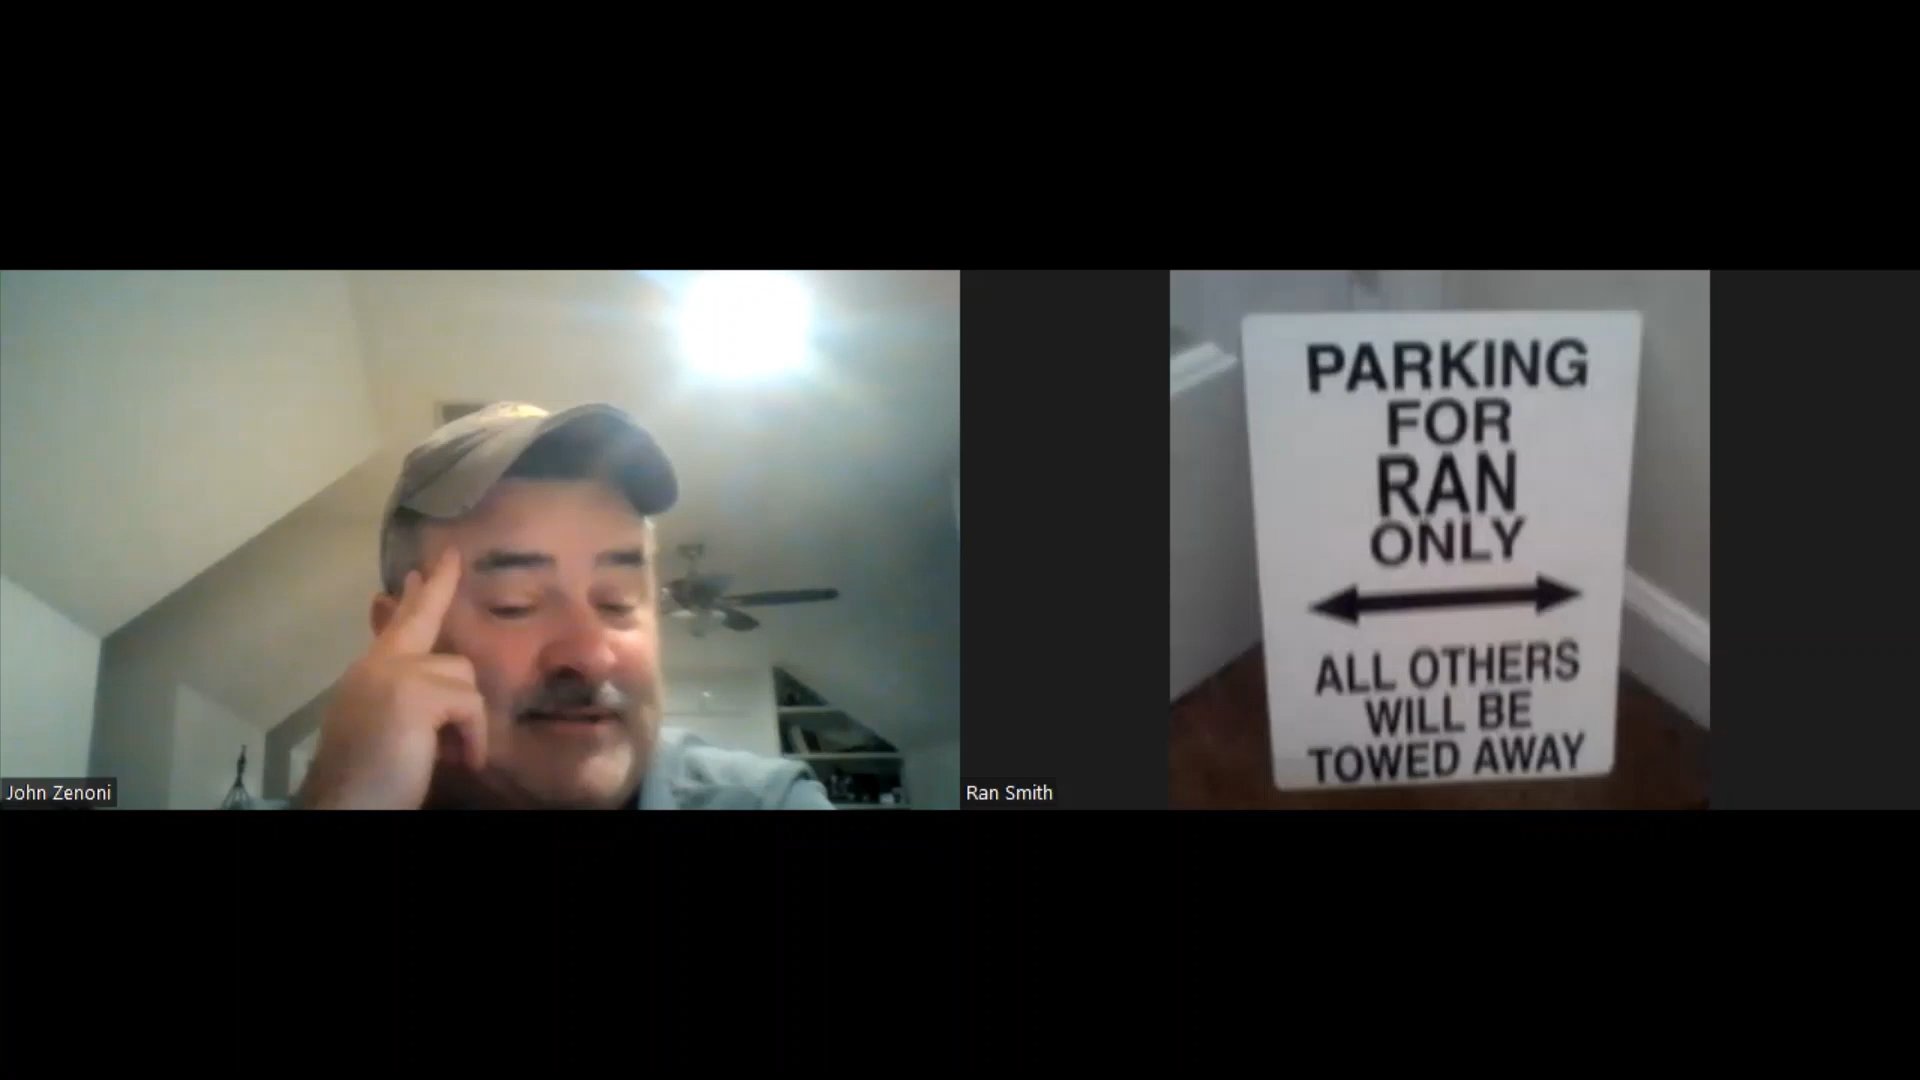 John Zenoni
Ran Smith
PARKING
FOR
RAN
ONLY
ALL OTHERS
WILL BE
TOWED AWAY